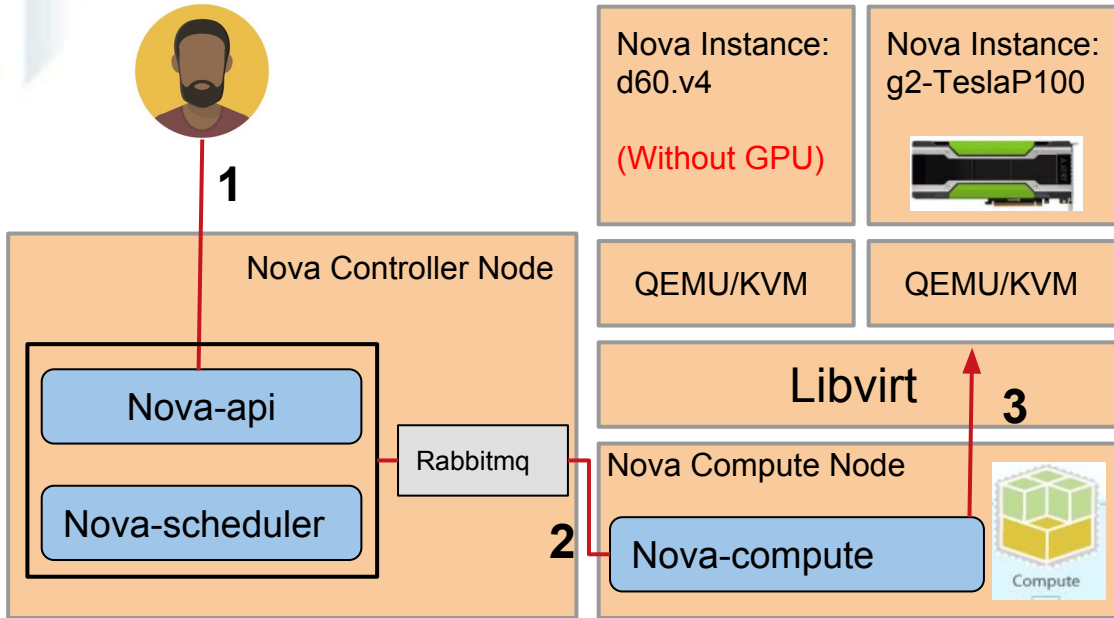 1
Nova Controller Node
Nova-api
Nova-scheduler
Rabbitmq
2
Nova Instance:
d60.v4
(Without GPU)
Nova Instance:
g2-TeslaP100
QEMU/KVM
QEMU/KVM
Libvirt
3
Nova Compute Node
Nova-compute
Compute